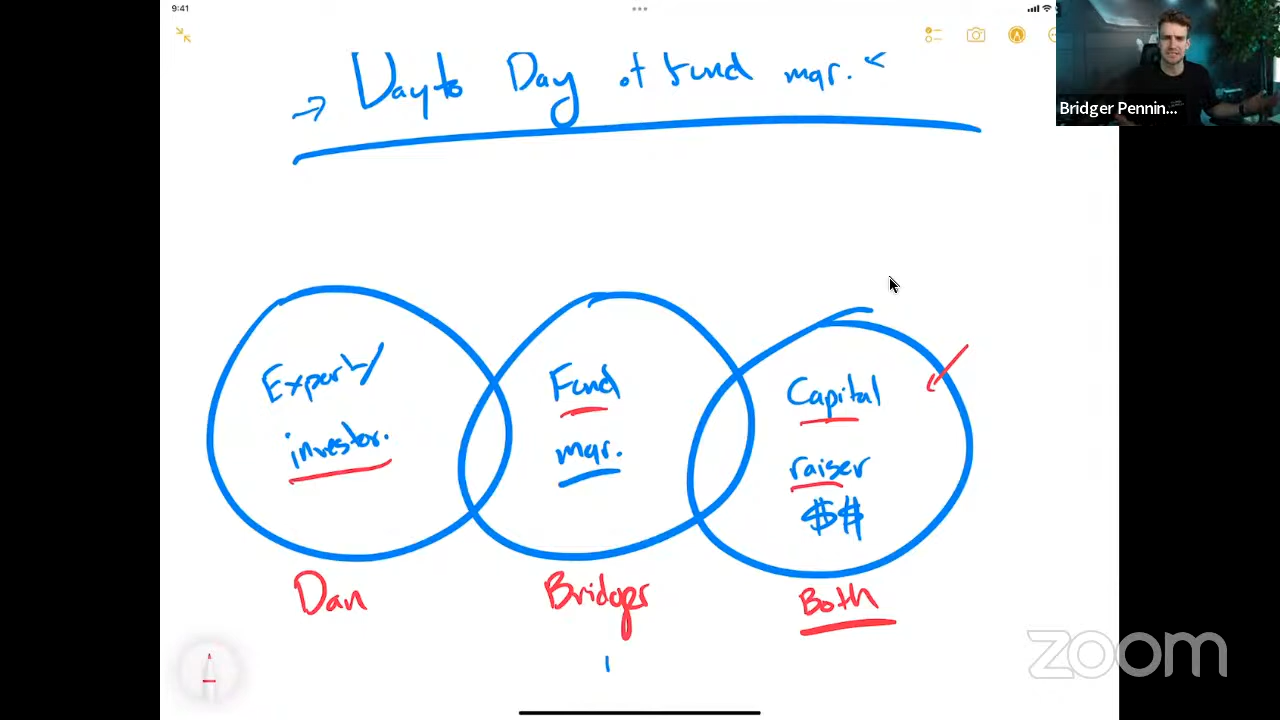 9:41
Bridger Pennin...
→ Day to Day of fund mgr. <
Expert/
investor.
Fund
mgr.
Capital
raiser
$$
Dan
Bridger
Both
zoom